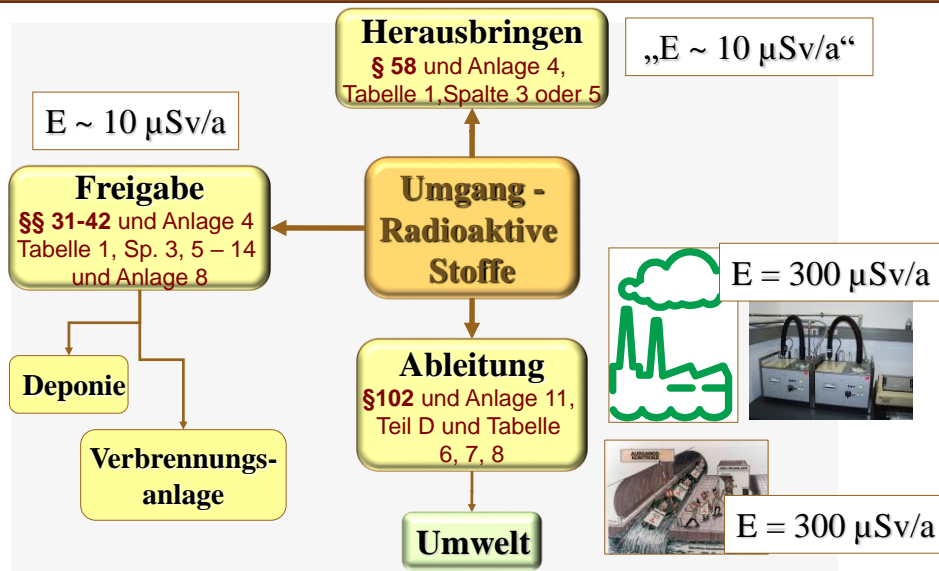 Herausbringen
§ 58 und Anlage 4,
Tabelle 1,Spalte 3 oder 5
„E ~ 10 µSv/a“
E ~ 10 µSv/a
Freigabe
§§ 31-42 und Anlage 4
Tabelle 1, Sp. 3, 5 – 14
und Anlage 8
Umgang -
Radioaktive
Stoffe
E = 300 µSv/a
Deponie
Verbrennungs-
anlage
Ableitung
§102 und Anlage 11,
Teil D und Tabelle
6, 7, 8
KONTROLLE
E = 300 µSv/a
Umwelt